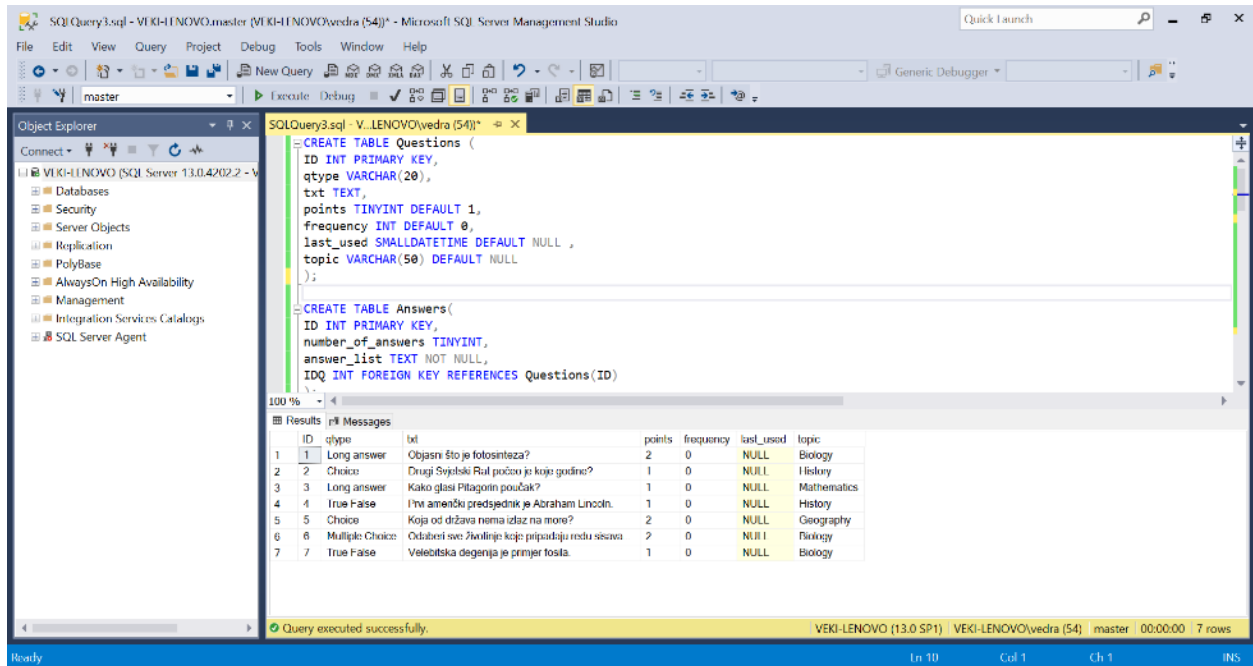 SQLQuery3.sql - VEKI-LENOVO.master (VEKI-LENOVO\vedra (54))* - Microsoft SQL Server Management Studio
Quick Launch
File Edit View Query Project Debug Tools Window Help
New Query
Generic Debugger
master
Execute Debug
Object Explorer
SQLQuery3.sql - V...LENOVO\vedra (54))*
Connect
VEKI-LENOVO (SQL Server 13.0.4202.2 - V
Databases
Security
Server Objects
Replication
PolyBase
AlwaysOn High Availability
Management
Integration Services Catalogs
SQL Server Agent
CREATE TABLE Questions (
ID INT PRIMARY KEY,
qtype VARCHAR(20),
txt TEXT,
points TINYINT DEFAULT 1,
frequency INT DEFAULT 0,
last_used SMALLDATETIME DEFAULT NULL ,
topic VARCHAR(50) DEFAULT NULL
);
CREATE TABLE Answers(
ID INT PRIMARY KEY,
number_of_answers TINYINT,
answer_list TEXT NOT NULL,
IDQ INT FOREIGN KEY REFERENCES Questions(ID)
);
100 %
Results Messages
ID qtype txt points frequency last_used topic
1 1 Long answer Objasni što je fotosinteza? 2 0 NULL Biology
2 2 Choice Drugi Svjetski Rat počeo je koje godine? 1 0 NULL History
3 3 Long answer Kako glasi Pitagorin poučak? 1 0 NULL Mathematics
4 4 True False Prvi američki predsjednik je Abraham Lincoln. 1 0 NULL History
5 5 Choice Koja od država nema izlaz na more? 2 0 NULL Geography
6 6 Multiple Choice Odaberi sve životinje koje pripadaju redu sisava 2 0 NULL Biology
7 7 True False Velebitska degenija je primjer fosila. 1 0 NULL Biology
Query executed successfully.
VEKI-LENOVO (13.0 SP1) VEKI-LENOVO\vedra (54) master 00:00:00 7 rows
Ready Ln 10 Col 1 Ch 1 INS